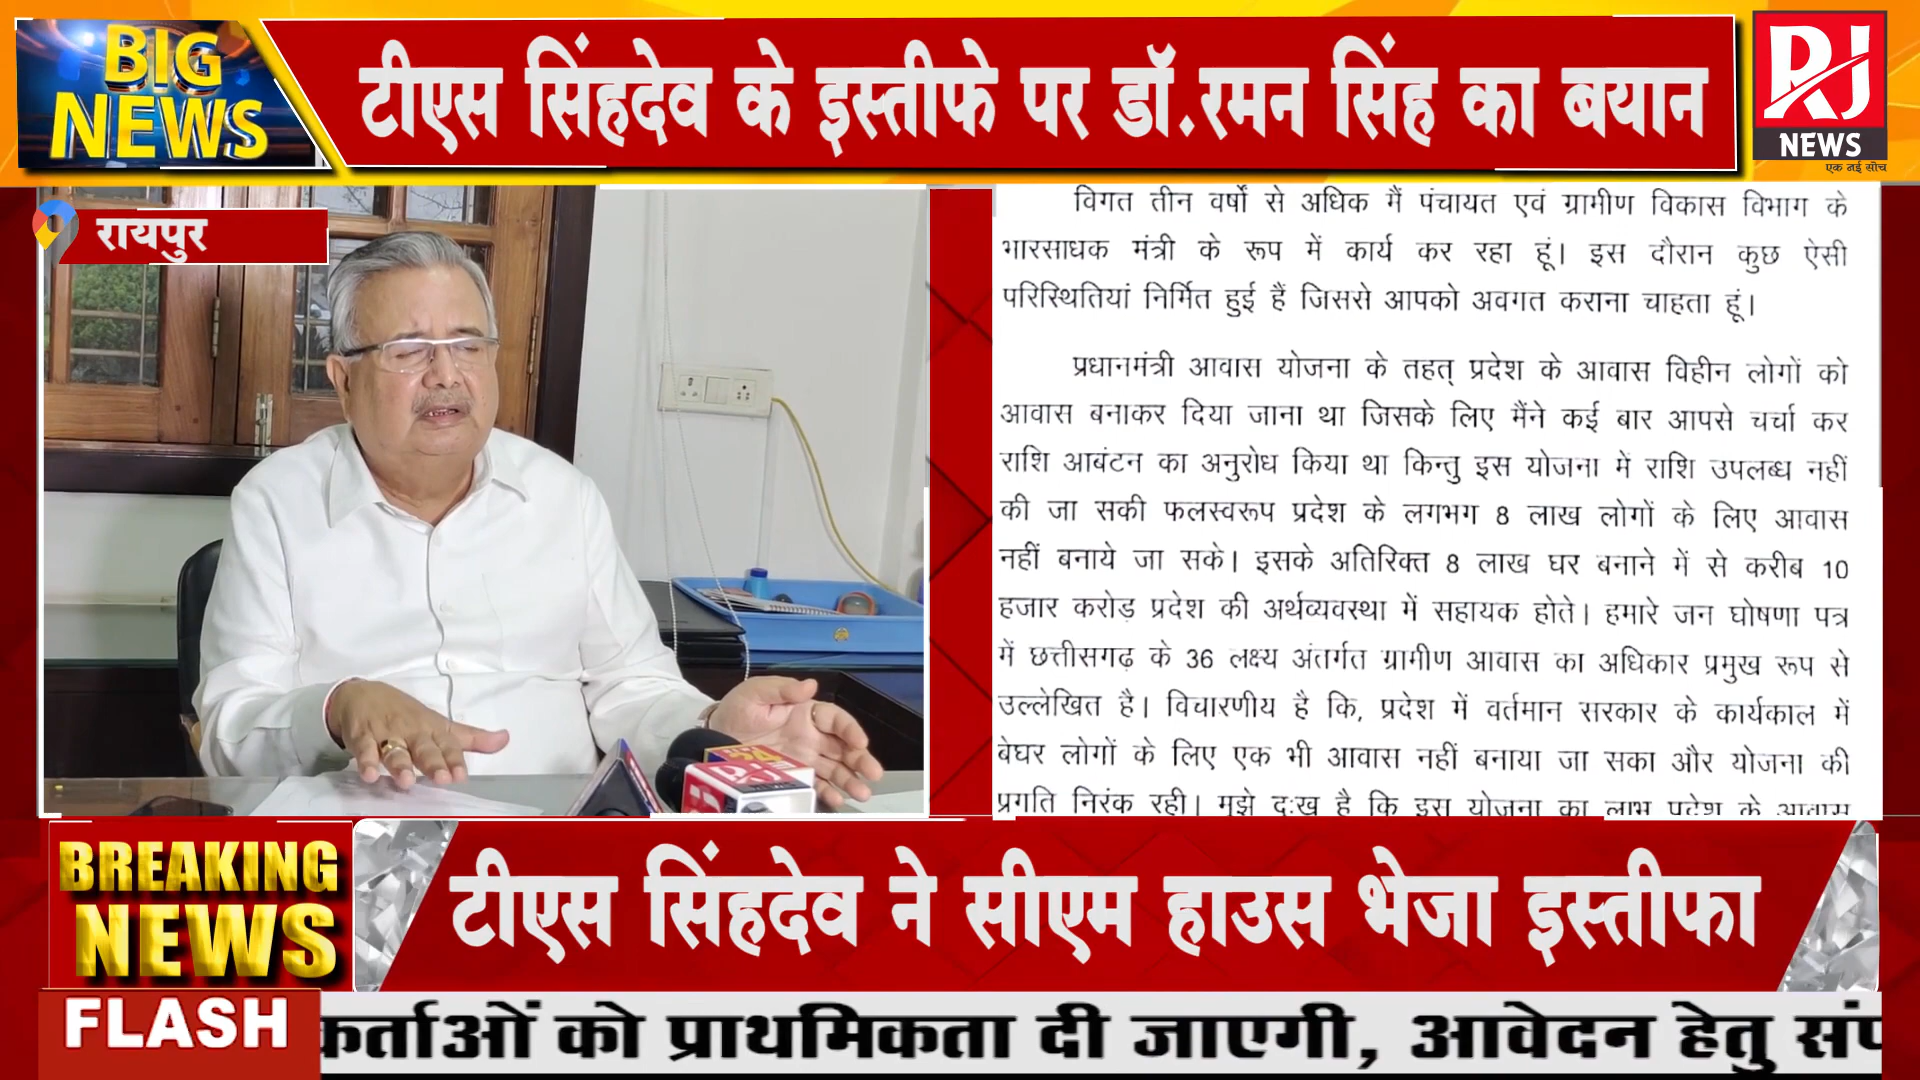 BIG
NEWS
टीएस सिंहदेव के इस्तीफे पर डॉ.रमन सिंह का बयान
RJ
NEWS
एक नई सोच
रायपुर
विगत तीन वर्षों से अधिक मैं पंचायत एवं ग्रामीण विकास विभाग के
भारसाधक मंत्री के रूप में कार्य कर रहा हूं। इस दौरान कुछ ऐसी
परिस्थितियां निर्मित हुई हैं जिससे आपको अवगत कराना चाहता हूं।
प्रधानमंत्री आवास योजना के तहत् प्रदेश के आवास विहीन लोगों को
आवास बनाकर दिया जाना था जिसके लिए मैंने कई बार आपसे चर्चा कर
राशि आबंटन का अनुरोध किया था किन्तु इस योजना में राशि उपलब्ध नहीं
की जा सकी फलस्वरूप प्रदेश के लगभग 8 लाख लोगों के लिए आवास
नहीं बनाये जा सके। इसके अतिरिक्त 8 लाख घर बनाने में से करीब 10
हजार करोड़ प्रदेश की अर्थव्यवस्था में सहायक होते। हमारे जन घोषणा पत्र
में छत्तीसगढ़ के 36 लक्ष्य अंतर्गत ग्रामीण आवास का अधिकार प्रमुख रूप से
उल्लेखित है। विचारणीय है कि, प्रदेश में वर्तमान सरकार के कार्यकाल में
बेघर लोगों के लिए एक भी आवास नहीं बनाया जा सका और योजना की
प्रगति निरंक रही। मुझे दुःख है कि इस योजना का लाभ प्रदेश के आवास
RJ
BREAKING
NEWS
टीएस सिंहदेव ने सीएम हाउस भेजा इस्तीफा
FLASH
कर्ताओं को प्राथमिकता दी जाएगी, आवेदन हेतु